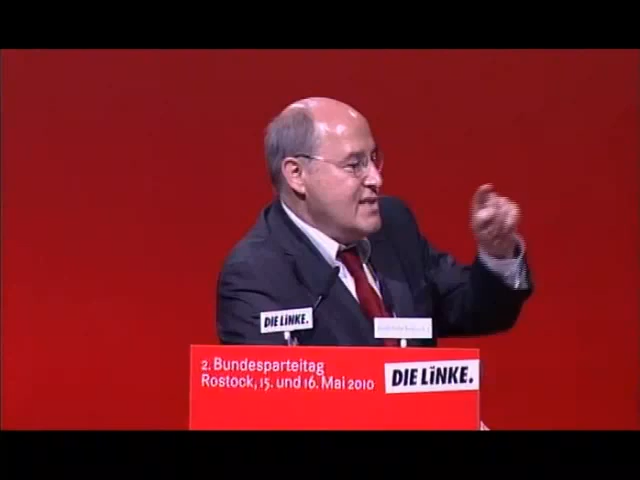 DIE LINKE.
2. Bundesparteitag
Rostock, 15. und 16. Mai 2010
DIE LINKE.